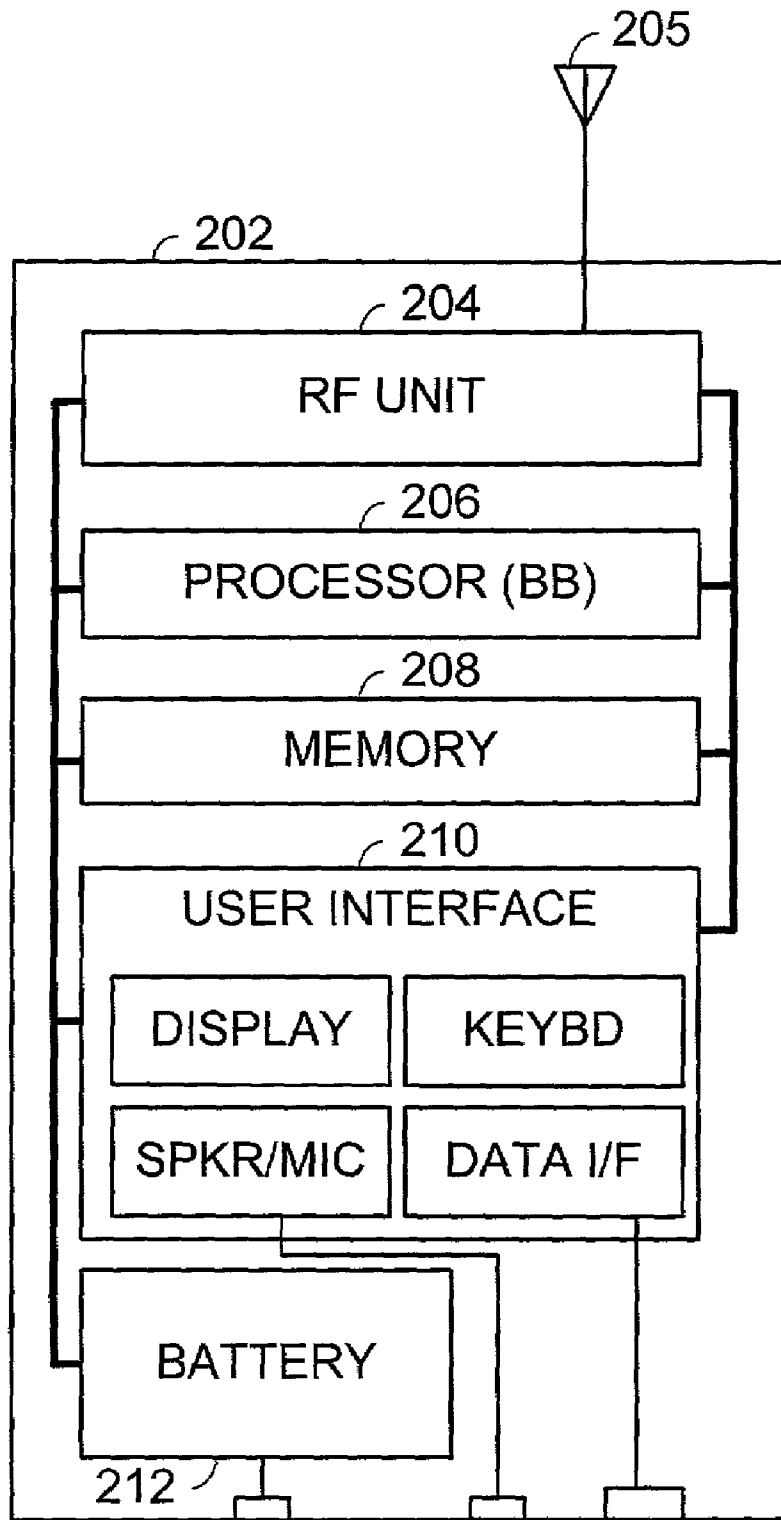 205
202
204
RF UNIT
206
PROCESSOR (BB)
208
MEMORY
210
USER INTERFACE
DISPLAY
KEYBD
SPKR/MIC
DATA I/F
BATTERY
212